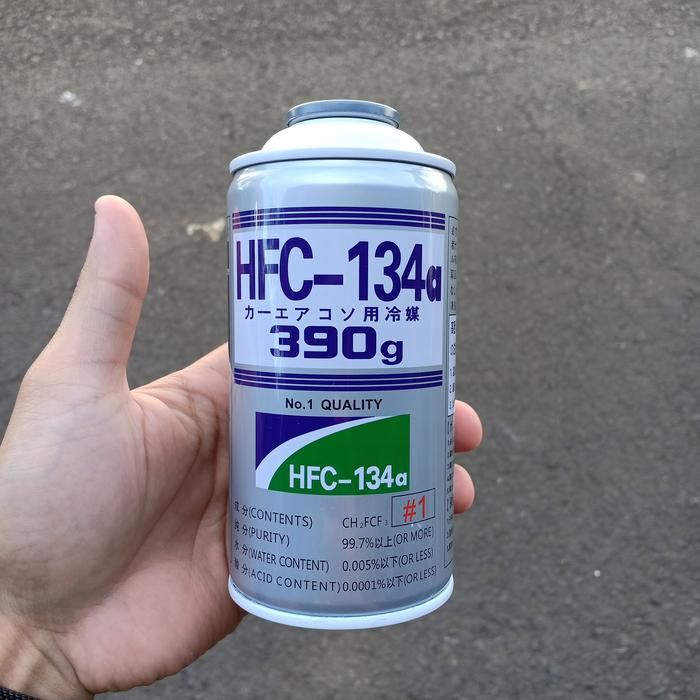 HFC-134a
カーエアコソ用冷媒
390g
No.1 QUALITY
HFC-134a
#1
成 分(CONTENTS) CH₂FCF₃
純 分(PURITY) 99.7%以上(OR MORE)
水 分(WATER CONTENT) 0.005%以下(OR LESS)
分(ACID CONTENT) 0.0001%以下(OR LESS)